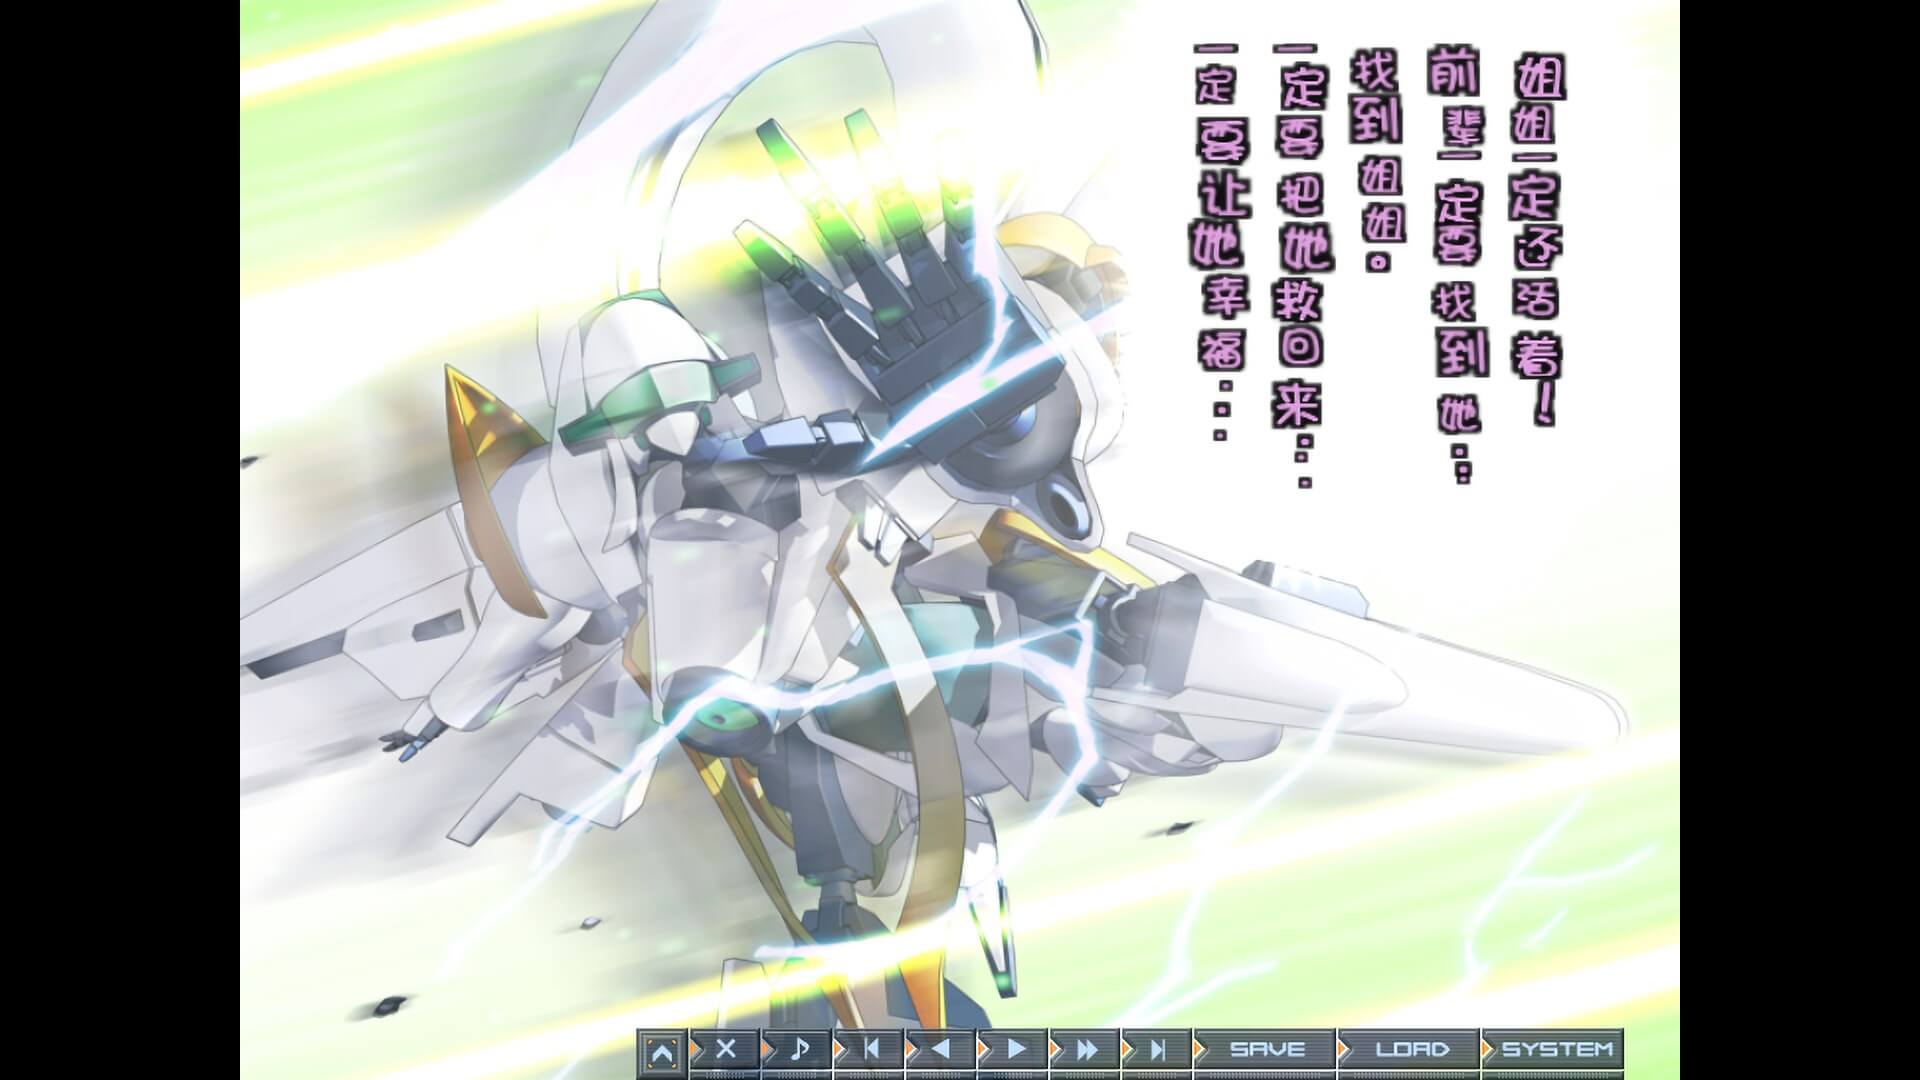 姐姐一定还活着！
前辈一定要找到她……
找到姐姐。
一定要把她救回来……
一定要让她幸福……
SAVE
LOAD
SYSTEM